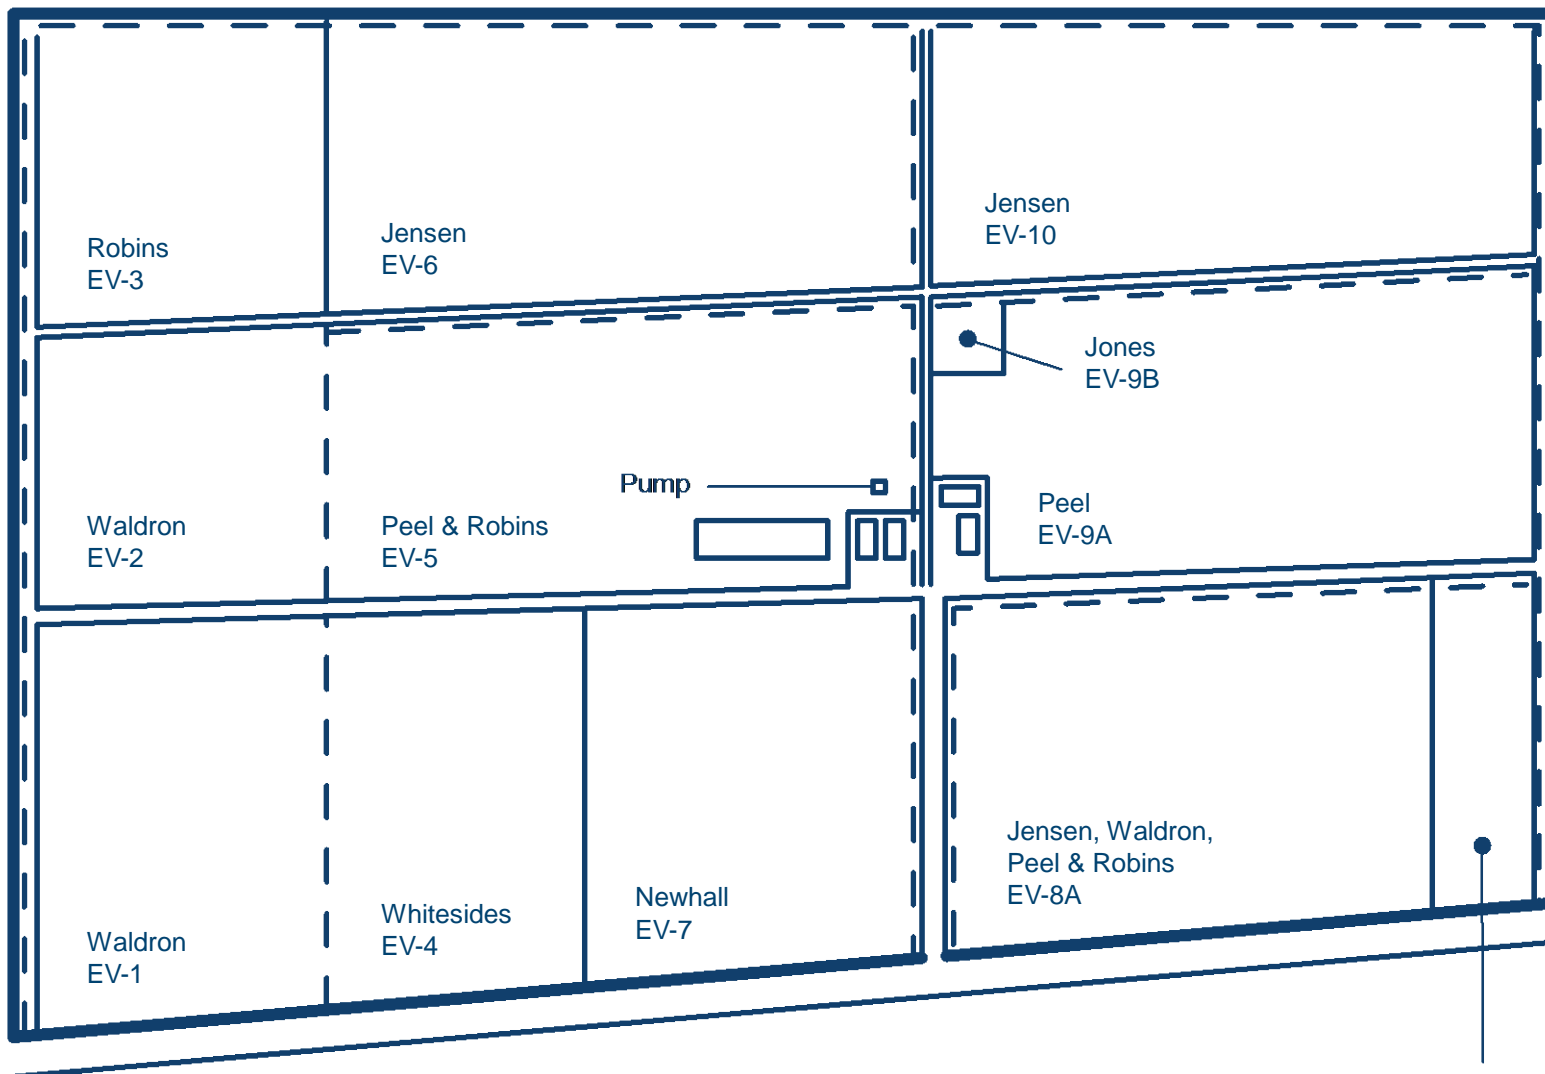 Robins
EV-3
Jensen
EV-6
Jensen
EV-10
Jones
EV-9B
Pump
Waldron
EV-2
Peel & Robins
EV-5
Peel
EV-9A
Waldron
EV-1
Whitesides
EV-4
Newhall
EV-7
Jensen, Waldron,
Peel & Robins
EV-8A